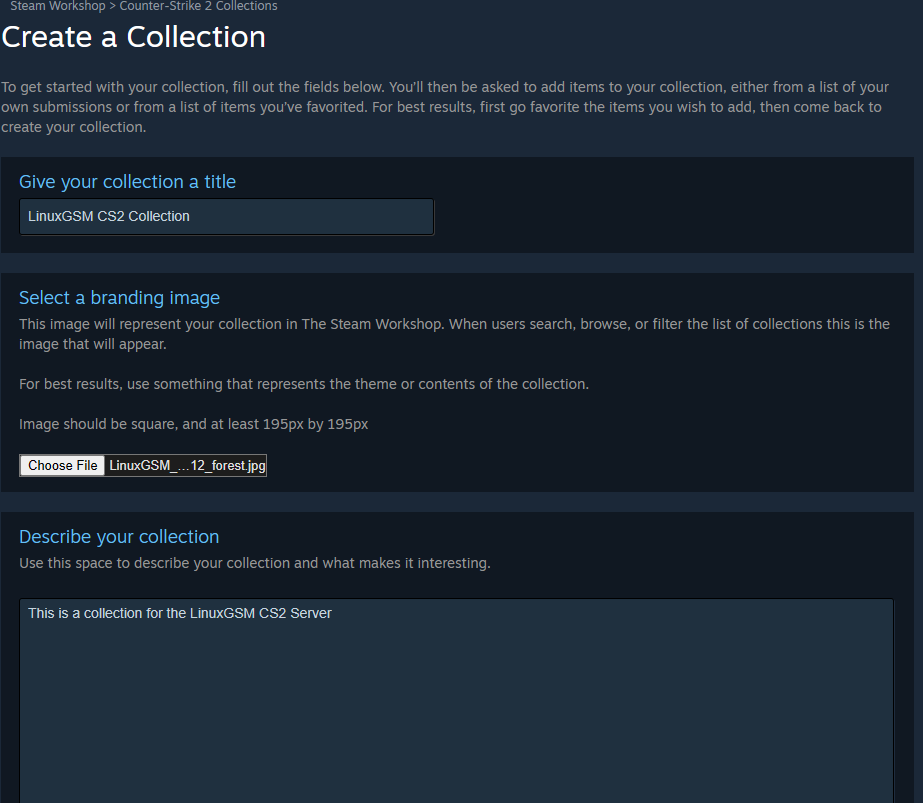 Steam Workshop > Counter-Strike 2 Collections
Create a Collection
To get started with your collection, fill out the fields below. You'll then be asked to add items to your collection, either from a list of your
own submissions or from a list of items you've favorited. For best results, first go favorite the items you wish to add, then come back to
create your collection.
Give your collection a title
LinuxGSM CS2 Collection
Select a branding image
This image will represent your collection in The Steam Workshop. When users search, browse, or filter the list of collections this is the
image that will appear.
For best results, use something that represents the theme or contents of the collection.
Image should be square, and at least 195px by 195px
Choose File LinuxGSM_...12_forest.jpg
Describe your collection
Use this space to describe your collection and what makes it interesting.
This is a collection for the LinuxGSM CS2 Server